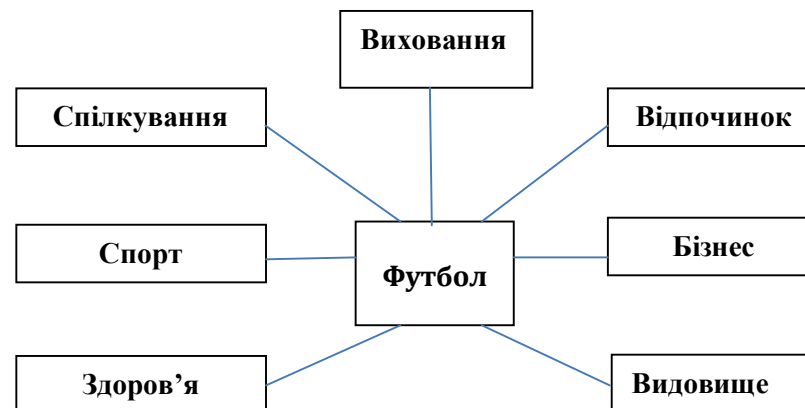 Виховання
Спілкування
Відпочинок
Спорт
Футбол
Бізнес
Здоров’я
Видовище